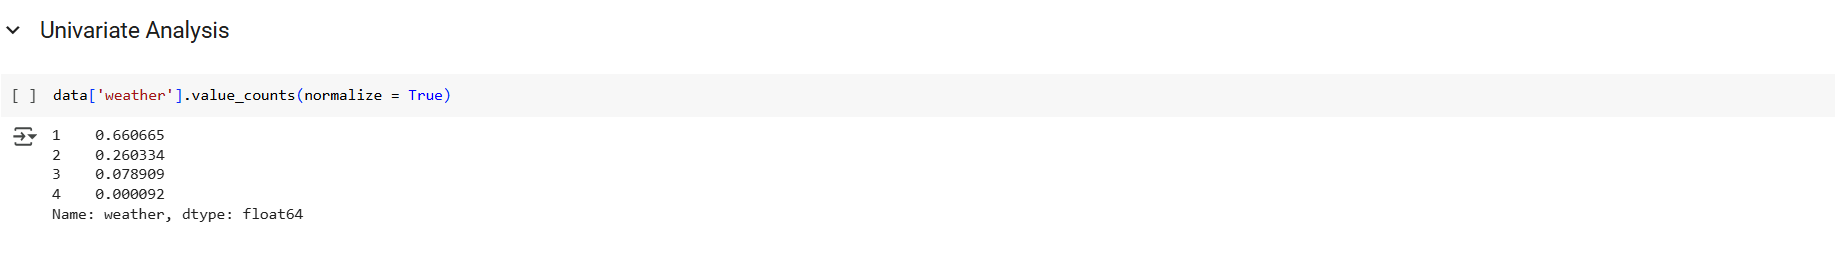 Univariate Analysis
[ ] data['weather'].value_counts(normalize = True)
1    0.660665
2    0.260334
3    0.078909
4    0.000092
Name: weather, dtype: float64